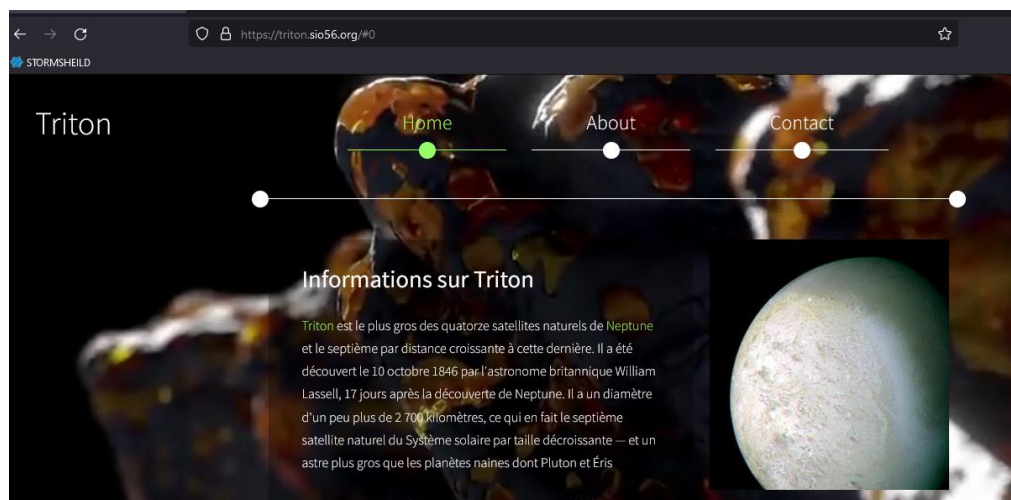 https://triton.sio56.org/#0
STORMSHEILD
Triton
Home
About
Contact
Informations sur Triton
Triton est le plus gros des quatorze satellites naturels de Neptune
et le septième par distance croissante à cette dernière. Il a été
découvert le 10 octobre 1846 par l'astronome britannique William
Lassell, 17 jours après la découverte de Neptune. Il a un diamètre
d'un peu plus de 2 700 kilomètres, ce qui en fait le septième
satellite naturel du Système solaire par taille décroissante — et un
astre plus gros que les planètes naines dont Pluton et Éris